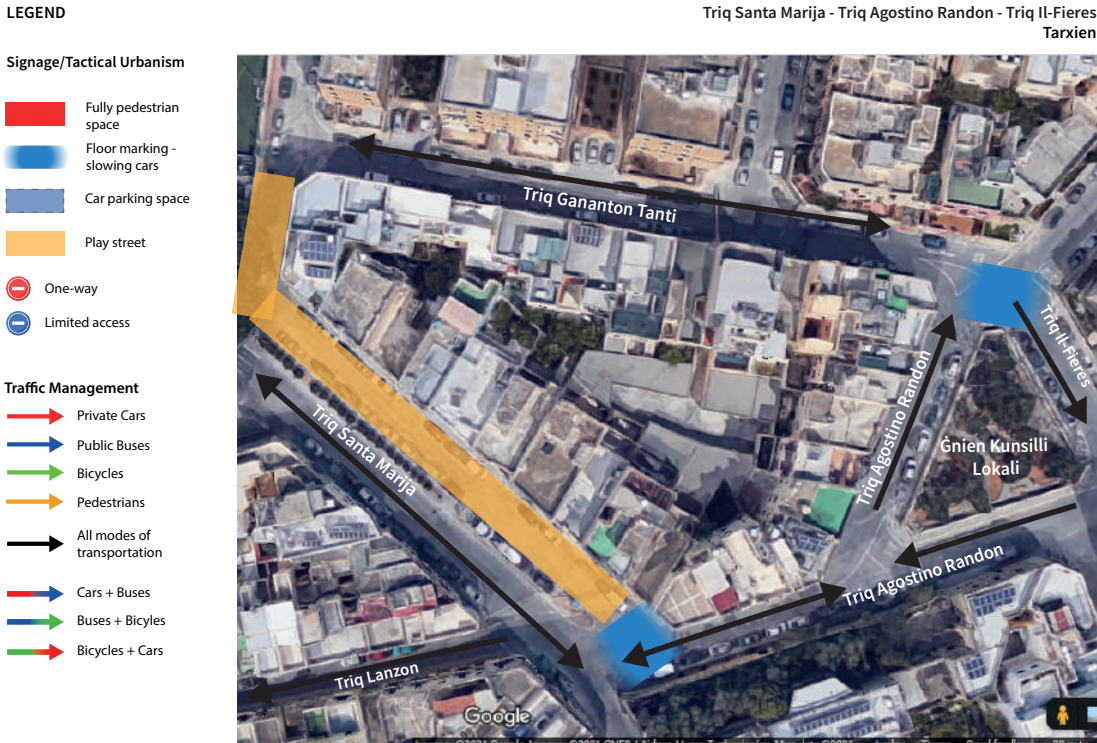 LEGEND
Triq Santa Marija - Triq Agostino Randon - Triq Il-Fieres
Tarxien
Signage/Tactical Urbanism
Fully pedestrian
space
Floor marking -
slowing cars
Car parking space
Play street
One-way
Limited access
Traffic Management
Private Cars
Public Buses
Bicycles
Pedestrians
All modes of
transportation
Cars + Buses
Buses + Bicyles
Bicycles + Cars
Triq Gananton Tanti
Triq Il-Fieres
Triq Agostino Randon
Ġnien Kunsilli
Lokali
Triq Santa Marija
Triq Agostino Randon
Triq Lanzon
Google